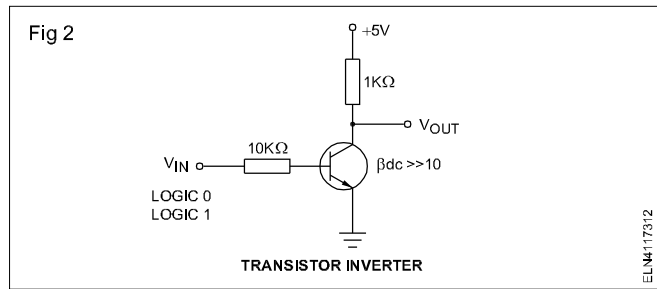 Fig 2
+5V
1KΩ
VOUT
10KΩ
VIN
βdc >>10
LOGIC 0
LOGIC 1
TRANSISTOR INVERTER
ELN4117312